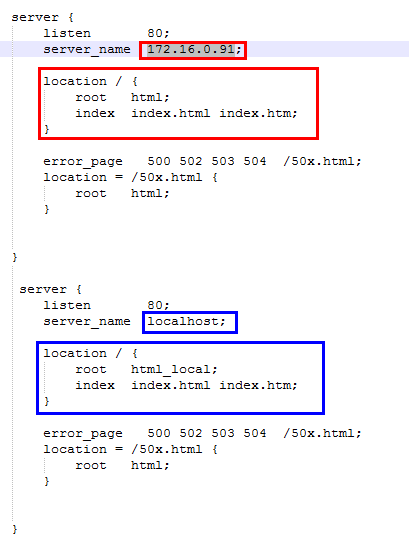 server {
    listen       80;
    server_name  172.16.0.91;

    location / {
        root   html;
        index  index.html index.htm;
    }

    error_page   500 502 503 504  /50x.html;
    location = /50x.html {
        root   html;
    }


}

 server {
    listen       80;
    server_name  localhost;

    location / {
        root   html_local;
        index  index.html index.htm;
    }

    error_page   500 502 503 504  /50x.html;
    location = /50x.html {
        root   html;
    }


}